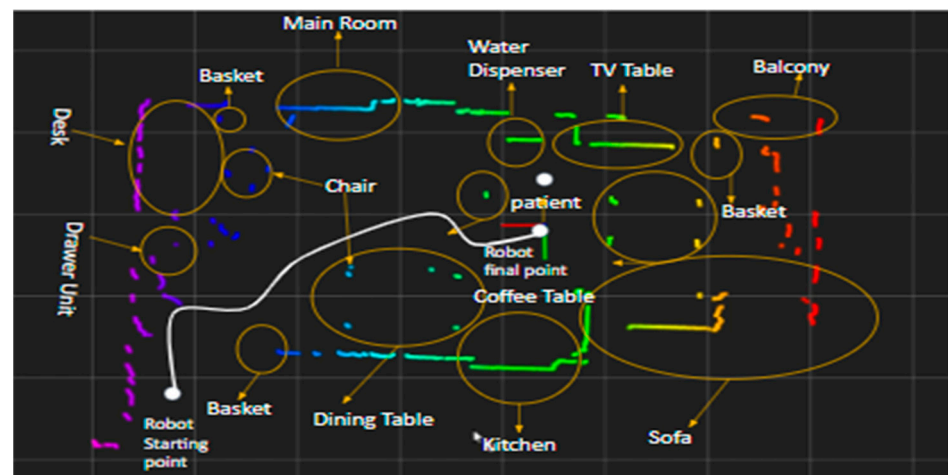 Main Room
Water
Dispenser
TV Table
Balcony
Basket
Desk
Chair
patient
Basket
Drawer Unit
Robot
final point
Coffee Table
Basket
Dining Table
Robot
Starting
point
Kitchen
Sofa